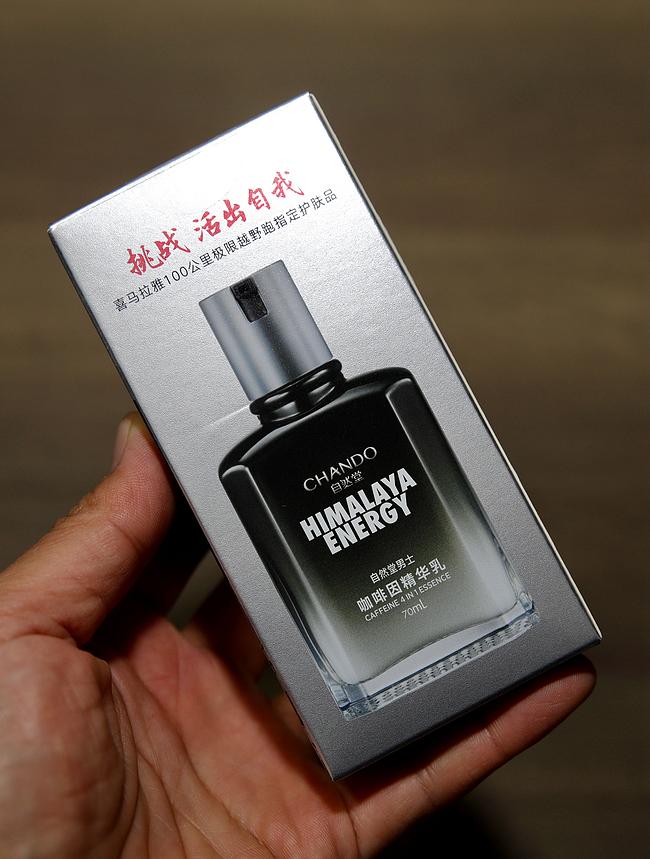 挑战 活出自我
喜马拉雅100公里极限越野跑指定护肤品
CHANDO
自然堂
HIMALAYA
ENERGY
自然堂男士
咖啡因精华乳
CAFFEINE 4 IN 1 ESSENCE
70mL